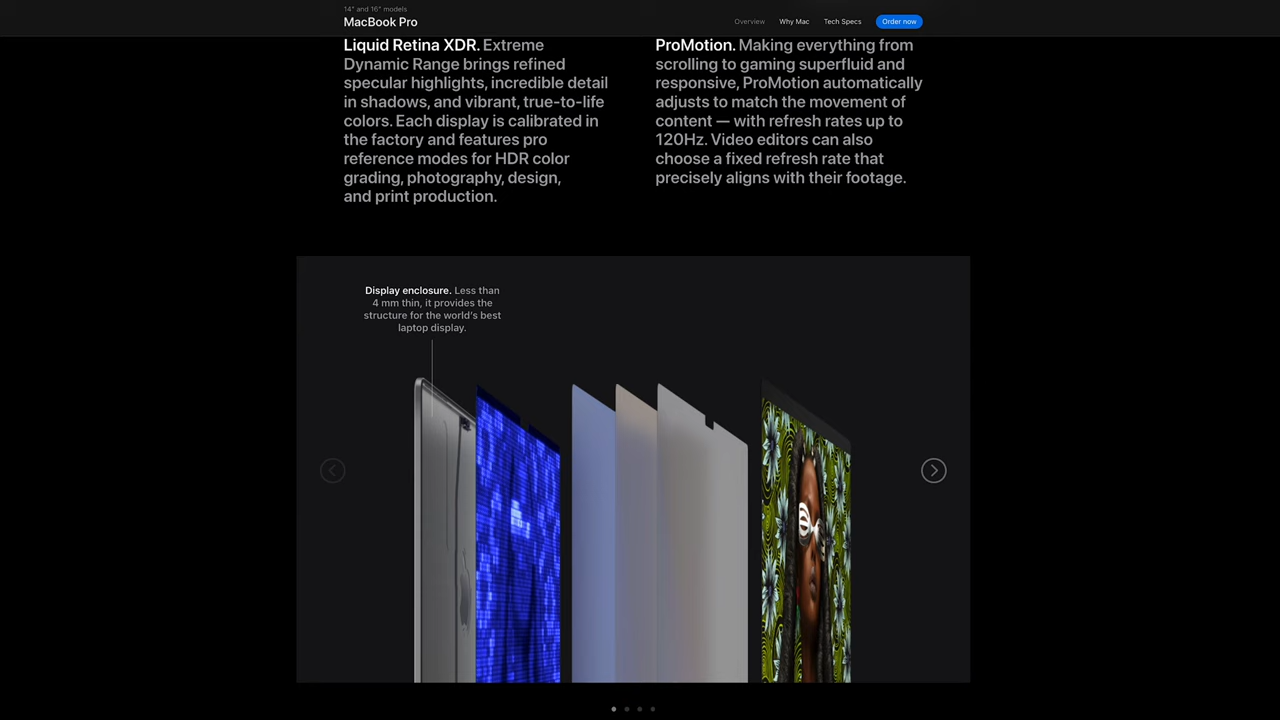 14" and 16" models
MacBook Pro
Overview
Why Mac
Tech Specs
Order now
Liquid Retina XDR. Extreme
Dynamic Range brings refined
specular highlights, incredible detail
in shadows, and vibrant, true-to-life
colors. Each display is calibrated in
the factory and features pro
reference modes for HDR color
grading, photography, design,
and print production.
ProMotion. Making everything from
scrolling to gaming superfluid and
responsive, ProMotion automatically
adjusts to match the movement of
content — with refresh rates up to
120Hz. Video editors can also
choose a fixed refresh rate that
precisely aligns with their footage.
Display enclosure. Less than
4 mm thin, it provides the
structure for the world's best
laptop display.